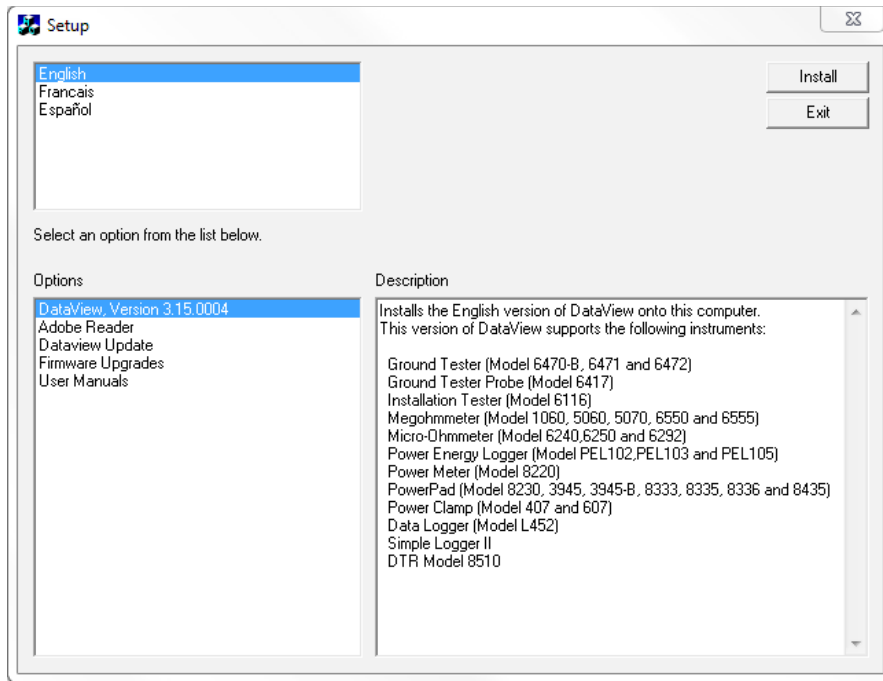 Setup
English
Francais
Español
Install
Exit
Select an option from the list below.
Options
DataView, Version 3.15.0004
Adobe Reader
Dataview Update
Firmware Upgrades
User Manuals
Description
Installs the English version of DataView onto this computer.
This version of DataView supports the following instruments:
Ground Tester (Model 6470-B, 6471 and 6472)
Ground Tester Probe (Model 6417)
Installation Tester (Model 6116)
Megohmmeter (Model 1060, 5060, 5070, 6550 and 6555)
Micro-Ohmmeter (Model 6240,6250 and 6292)
Power Energy Logger (Model PEL102,PEL103 and PEL105)
Power Meter (Model 8220)
PowerPad (Model 8230, 3945, 3945-B, 8333, 8335, 8336 and 8435)
Power Clamp (Model 407 and 607)
Data Logger (Model L452)
Simple Logger II
DTR Model 8510